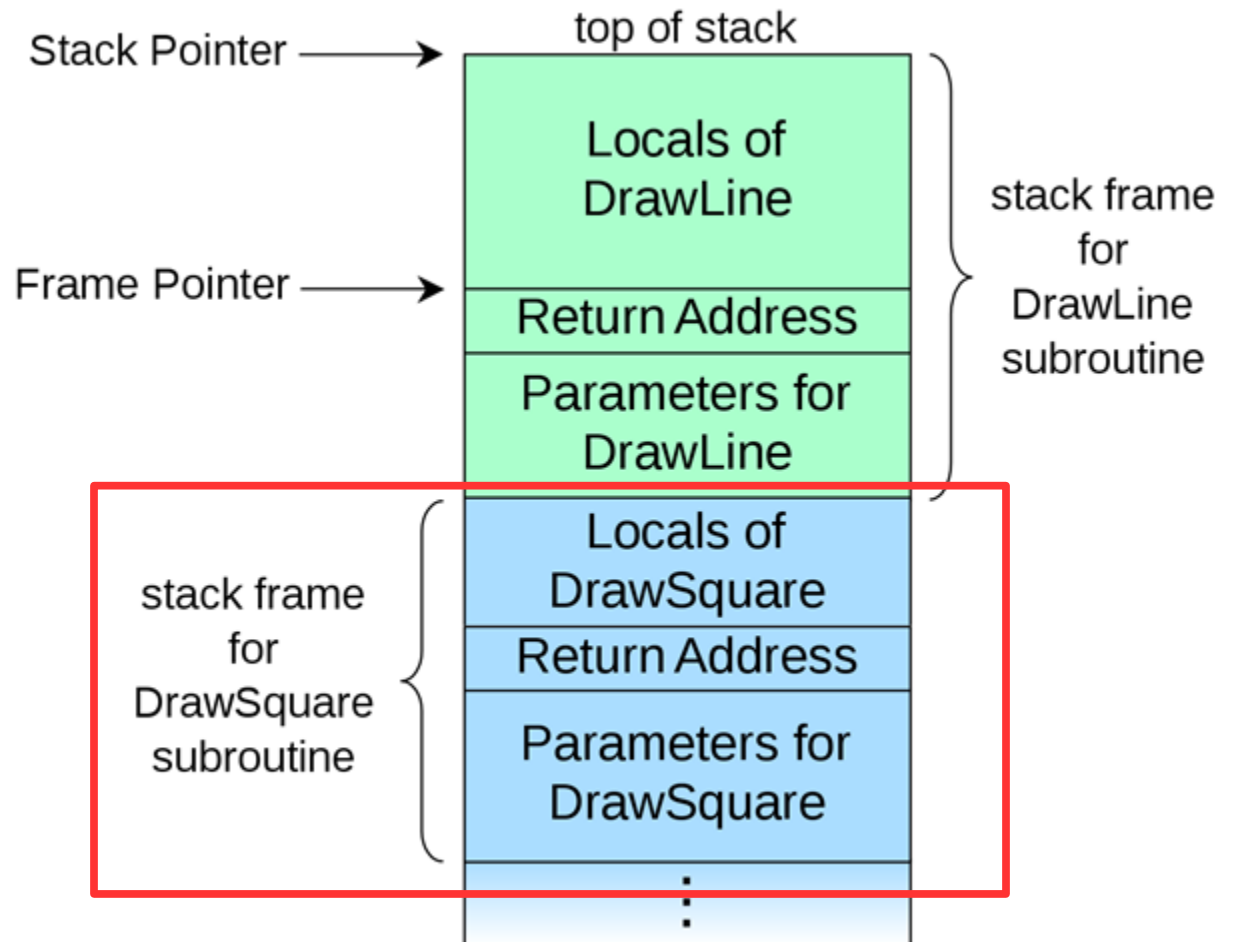 top of stack
Stack Pointer
Locals of
DrawLine
stack frame
for
DrawLine
subroutine
Frame Pointer
Return Address
Parameters for
DrawLine
Locals of
DrawSquare
stack frame
for
DrawSquare
subroutine
Return Address
Parameters for
DrawSquare